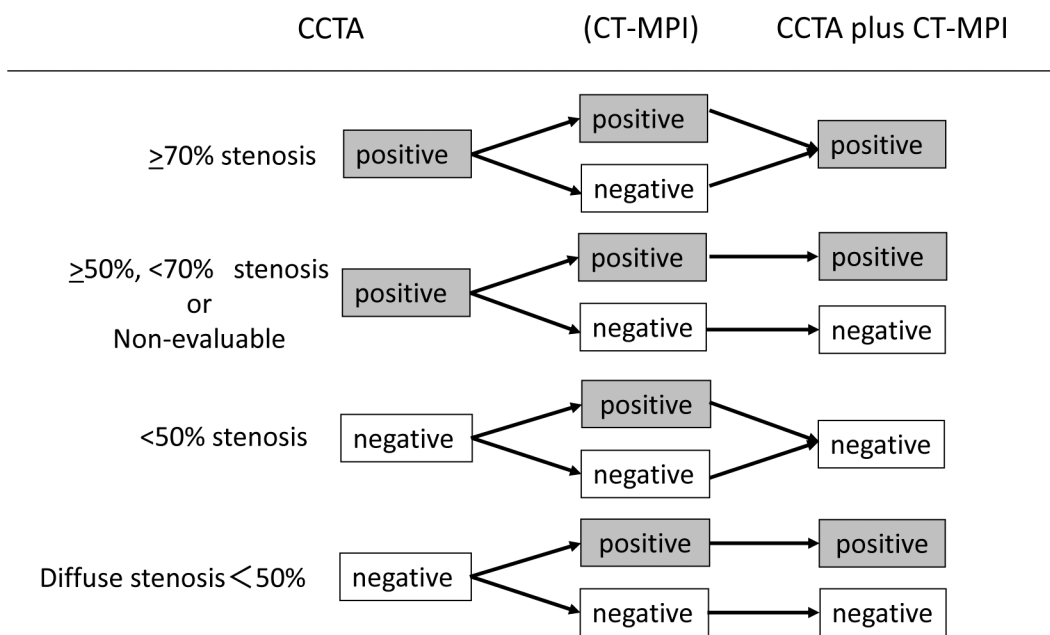 CCTA (CT-MPI) CCTA plus CT-MPI
positive
≥70% stenosis positive positive
negative
≥50%, <70% stenosis positive positive
or positive
Non-evaluable negative negative
positive
<50% stenosis negative negative
negative
positive positive
Diffuse stenosis<50% negative
negative negative